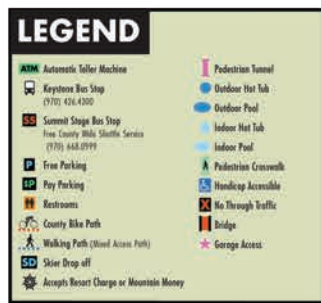 LEGEND
ATM Automatic Teller Machine
Keystone Bus Stop
(970) 426.4200
SS Summit Stage Bus Stop
Free County Wide Shuttle Service
(970) 668.0999
P Free Parking
$P Pay Parking
Restrooms
County Bike Path
Walking Path (Mixed Access Path)
SD Skier Drop off
Accepts Resort Charge or Mountain Money
Pedestrian Tunnel
Outdoor Hot Tub
Outdoor Pool
Indoor Hot Tub
Indoor Pool
Pedestrian Crosswalk
Handicap Accessible
X No Through Traffic
Bridge
Garage Access